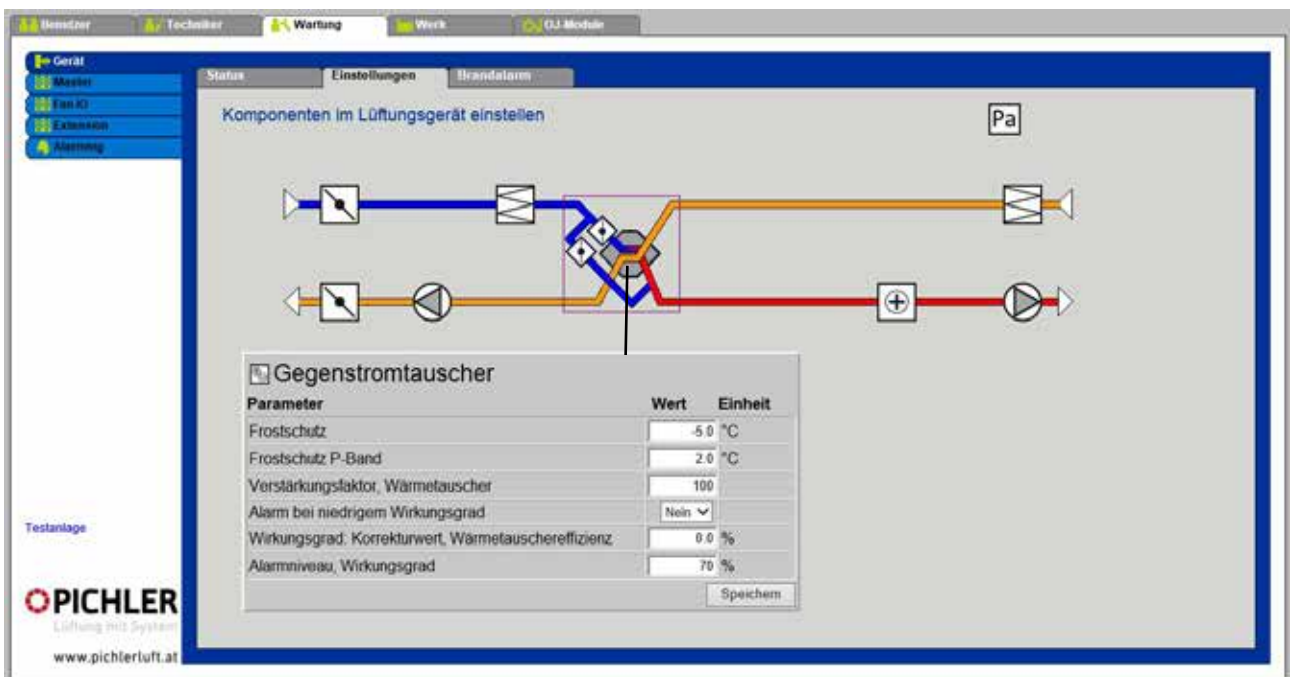 Benutzer Techniker Wartung Werk OJ-Module
Gerät
Master
Fan IO
Extension
Alarming
Status Einstellungen Brandalarm
Komponenten im Lüftungsgerät einstellen
Pa
Gegenstromtauscher
Parameter Wert Einheit
Frostschutz -5.0 °C
Frostschutz P-Band 2.0 °C
Verstärkungsfaktor, Wärmetauscher 100
Alarm bei niedrigem Wirkungsgrad Nein
Wirkungsgrad: Korrekturwert, Wärmetauschereffizienz 0.0 %
Alarmniveau, Wirkungsgrad 70 %
Speichern
Testanlage
PICHLER
Lüftung mit System
www.pichlerluft.at